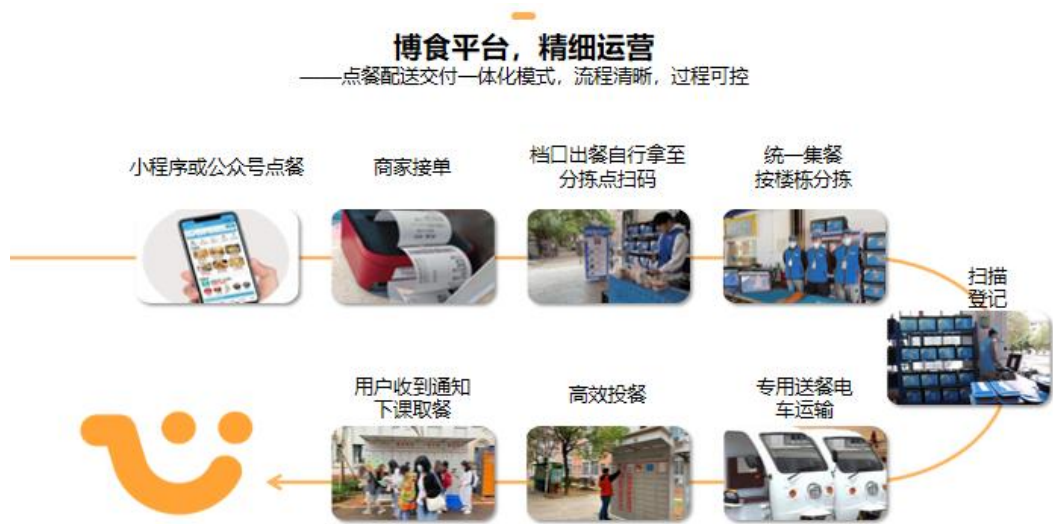 博食平台，精细运营
——点餐配送交付一体化模式，流程清晰，过程可控
小程序或公众号点餐
商家接单
档口出餐自行拿至
分拣点扫码
统一集餐
按楼栋分拣
扫描
登记
用户收到通知
下课取餐
高效投餐
专用送餐电
车运输